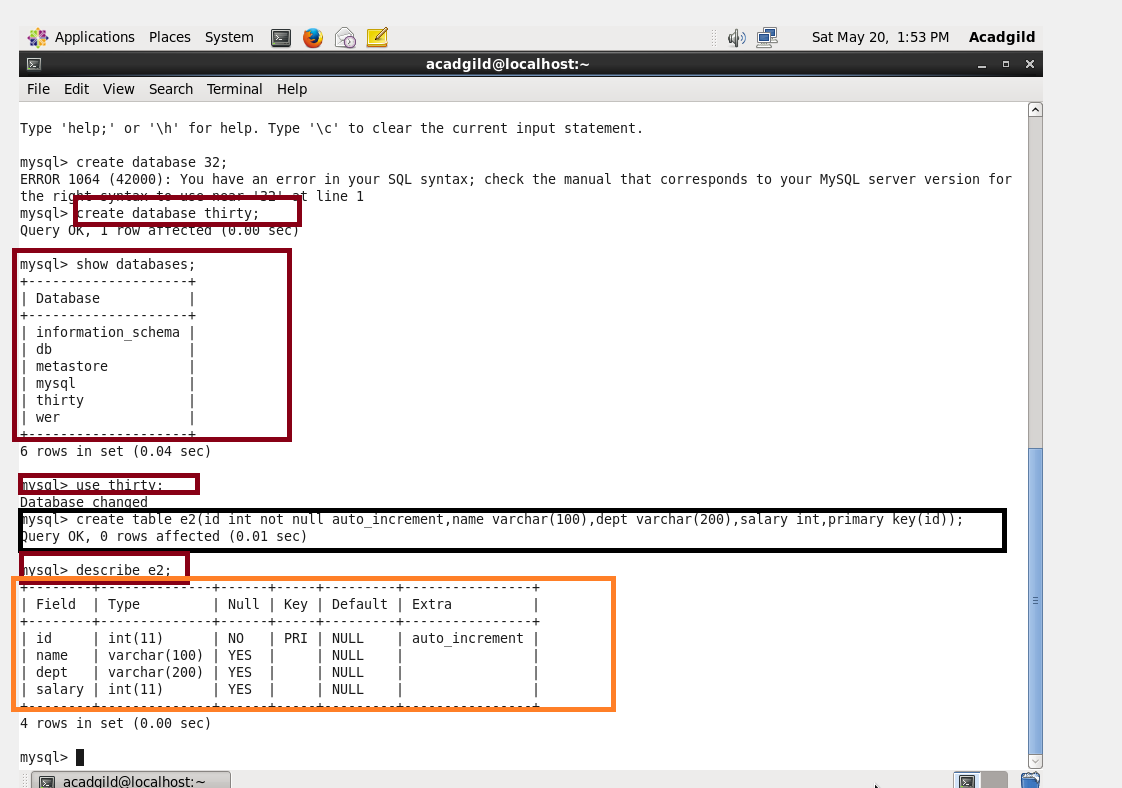 Applications Places System Sat May 20, 1:53 PM Acadgild
acadgild@localhost:~
File Edit View Search Terminal Help
Type 'help;' or '\h' for help. Type '\c' to clear the current input statement.
mysql> create database 32;
ERROR 1064 (42000): You have an error in your SQL syntax; check the manual that corresponds to your MySQL server version for
the right syntax to use near '32' at line 1
mysql> create database thirty;
Query OK, 1 row affected (0.00 sec)
mysql> show databases;
+--------------------+
| Database           |
+--------------------+
| information_schema |
| db                 |
| metastore          |
| mysql              |
| thirty             |
| wer                |
+--------------------+
6 rows in set (0.04 sec)
mysql> use thirty;
Database changed
mysql> create table e2(id int not null auto_increment,name varchar(100),dept varchar(200),salary int,primary key(id));
Query OK, 0 rows affected (0.01 sec)
mysql> describe e2;
+--------+--------------+------+-----+---------+----------------+
| Field  | Type         | Null | Key | Default | Extra          |
+--------+--------------+------+-----+---------+----------------+
| id     | int(11)      | NO   | PRI | NULL    | auto_increment |
| name   | varchar(100) | YES  |     | NULL    |                |
| dept   | varchar(200) | YES  |     | NULL    |                |
| salary | int(11)      | YES  |     | NULL    |                |
+--------+--------------+------+-----+---------+----------------+
4 rows in set (0.00 sec)
mysql>
acadgild@localhost:~